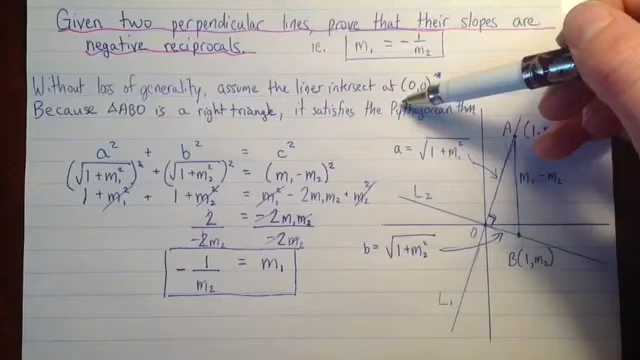 Given two perpendicular lines, prove that their slopes are
negative reciprocals. ie. m₁ = -1/m₂
Without loss of generality, assume the lines intersect at (0,0)
Because △ABO is a right triangle, it satisfies the Pythagorean thm
a² + b² = c²
(√(1+m₁²))² + (√(1+m₂²))² = (m₁-m₂)²
1 + m₁² + 1 + m₂² = m₁² - 2m₁m₂ + m₂²
2/-2m₂ = -2m₁m₂/-2m₂
-1/m₂ = m₁
A
(1,
a = √(1+m₁²)
m₁-m₂
L₂
O
b = √(1+m₂²)
B(1,m₂)
L₁